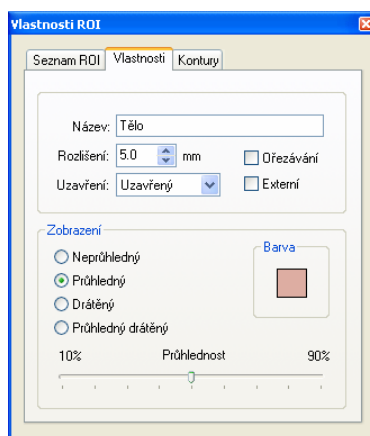 Vlastnosti ROI
Seznam ROI Vlastnosti Kontury
Název: Tělo
Rozlišení: 5.0 mm Ořezávání
Uzavření: Uzavřený Externí
Zobrazení
Barva
Neprůhledný
Průhledný
Drátěný
Průhledný drátěný
10% Průhlednost 90%